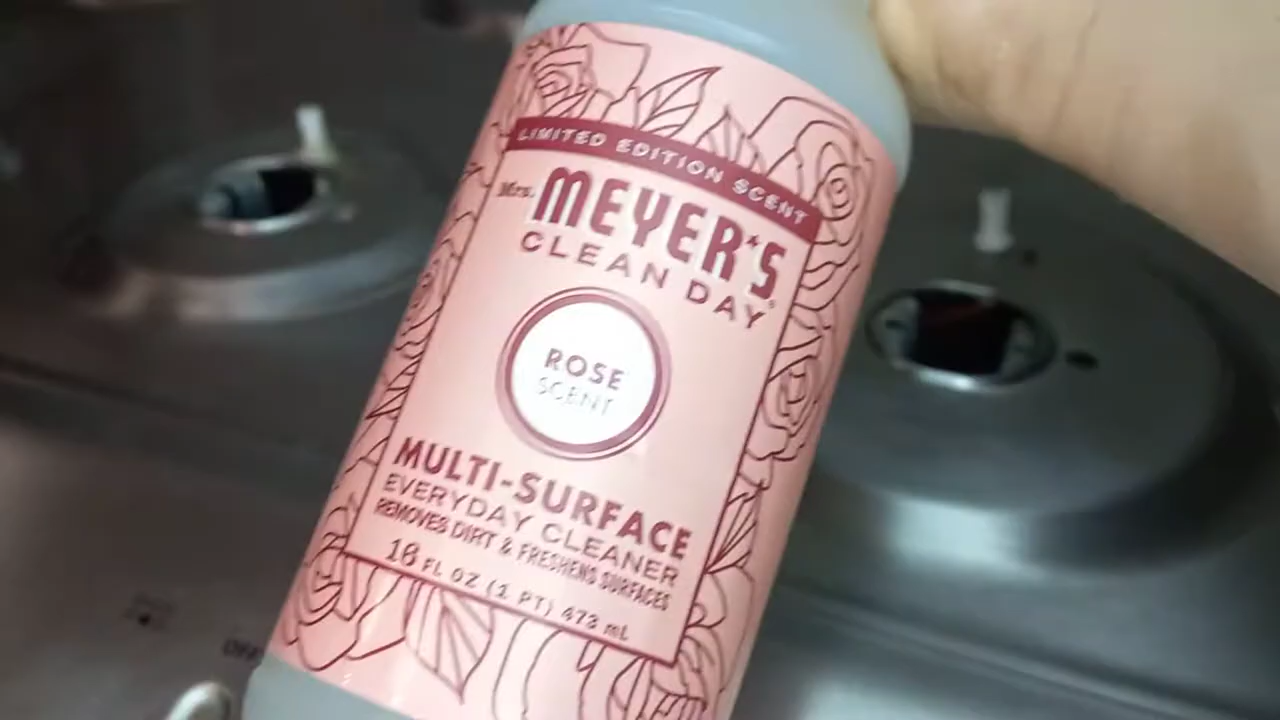 LIMITED EDITION SCENT
Mrs. MEYER'S
CLEAN DAY
ROSE
SCENT
MULTI-SURFACE
EVERYDAY CLEANER
REMOVES DIRT & FRESHENS SURFACES
16 FL OZ (1 PT) 473 mL